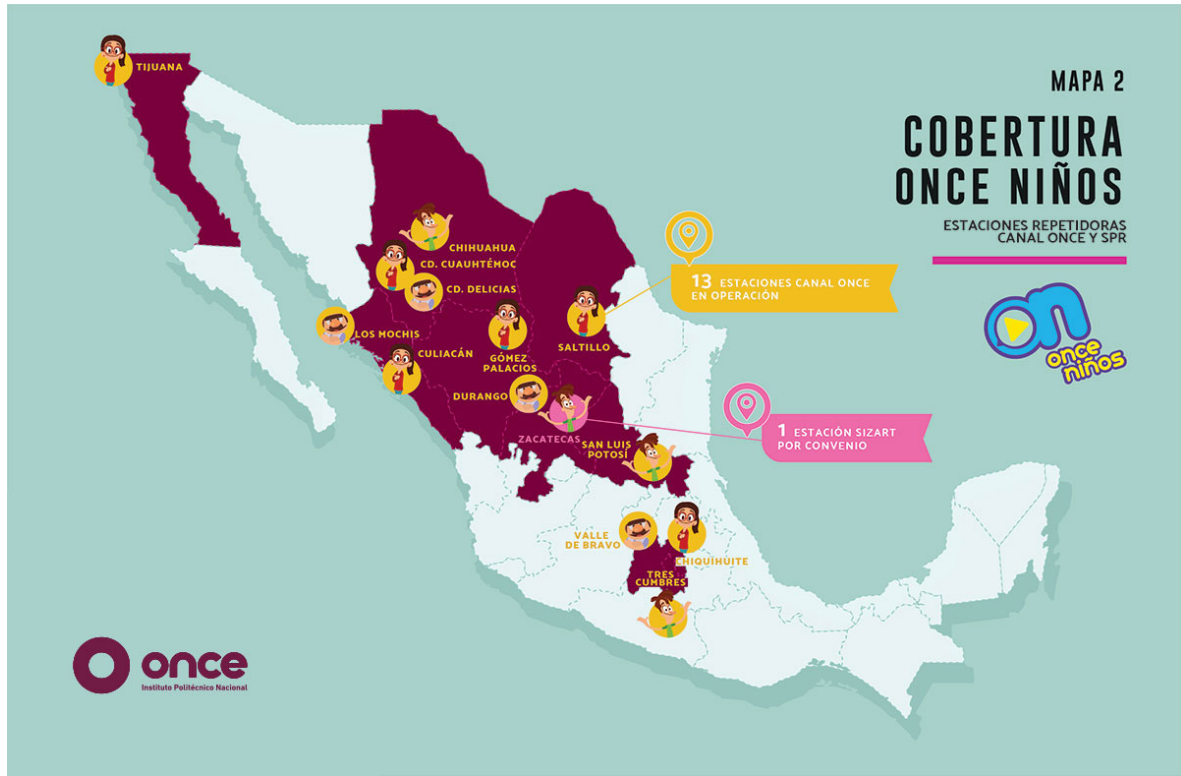 MAPA 2
COBERTURA
ONCE NIÑOS
ESTACIONES REPETIDORAS
CANAL ONCE Y SPR
on
once
niños
TIJUANA
CHIHUAHUA
CD. CUAUHTÉMOC
CD. DELICIAS
LOS MOCHIS
CULIACÁN
GÓMEZ
PALACIOS
SALTILLO
DURANGO
ZACATECAS
SAN LUIS
POTOSÍ
VALLE
DE BRAVO
CHIQUIHUITE
TRES
CUMBRES
13 ESTACIONES CANAL ONCE
EN OPERACIÓN
1 ESTACIÓN SIZART
POR CONVENIO
once
Instituto Politécnico Nacional